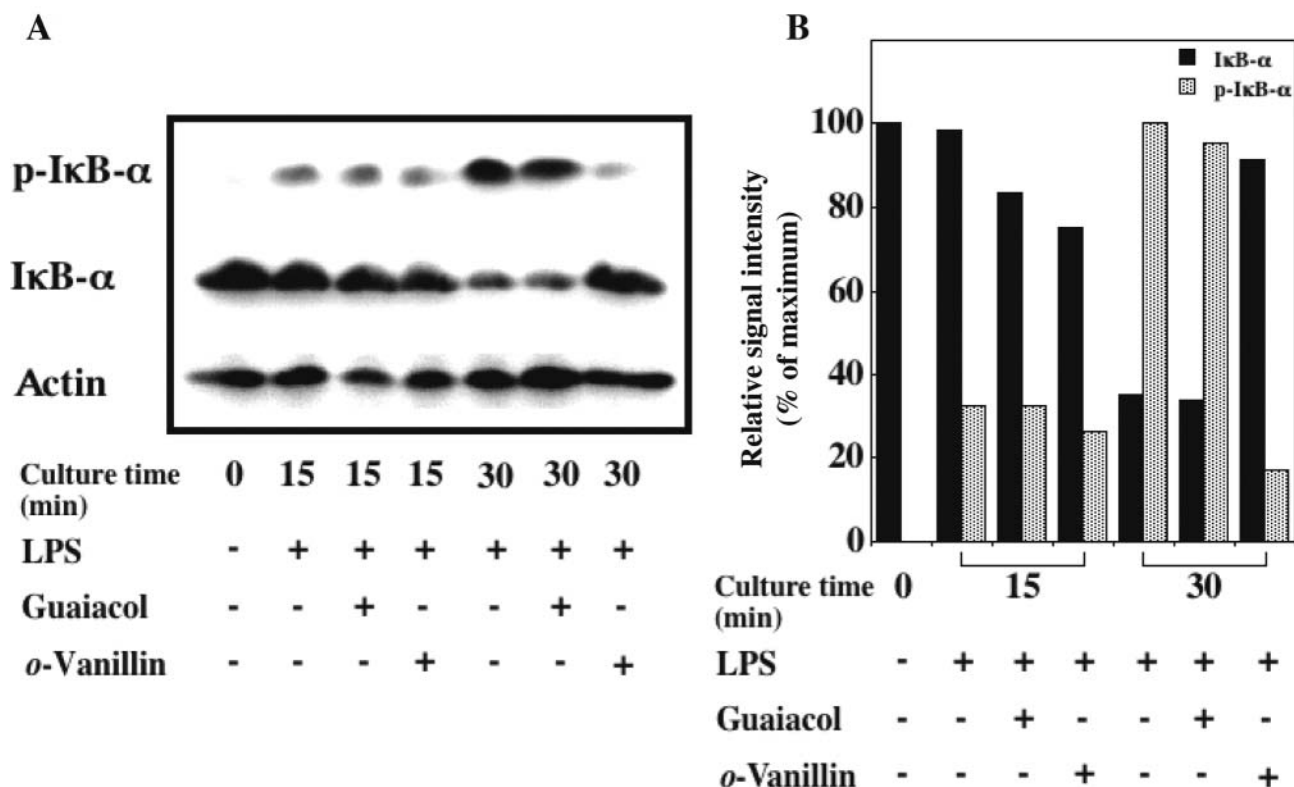 A
p-IκB-α
IκB-α
Actin
Culture time (min) 0 15 15 15 30 30 30
LPS - + + + + + +
Guaiacol - - + - - + -
o-Vanillin - - - + - - +
B
IκB-α
p-IκB-α
Relative signal intensity
(% of maximum)
100
80
60
40
20
0
Culture time (min) 0 15 30
LPS - + + + + + +
Guaiacol - - + - - + -
o-Vanillin - - - + - - +